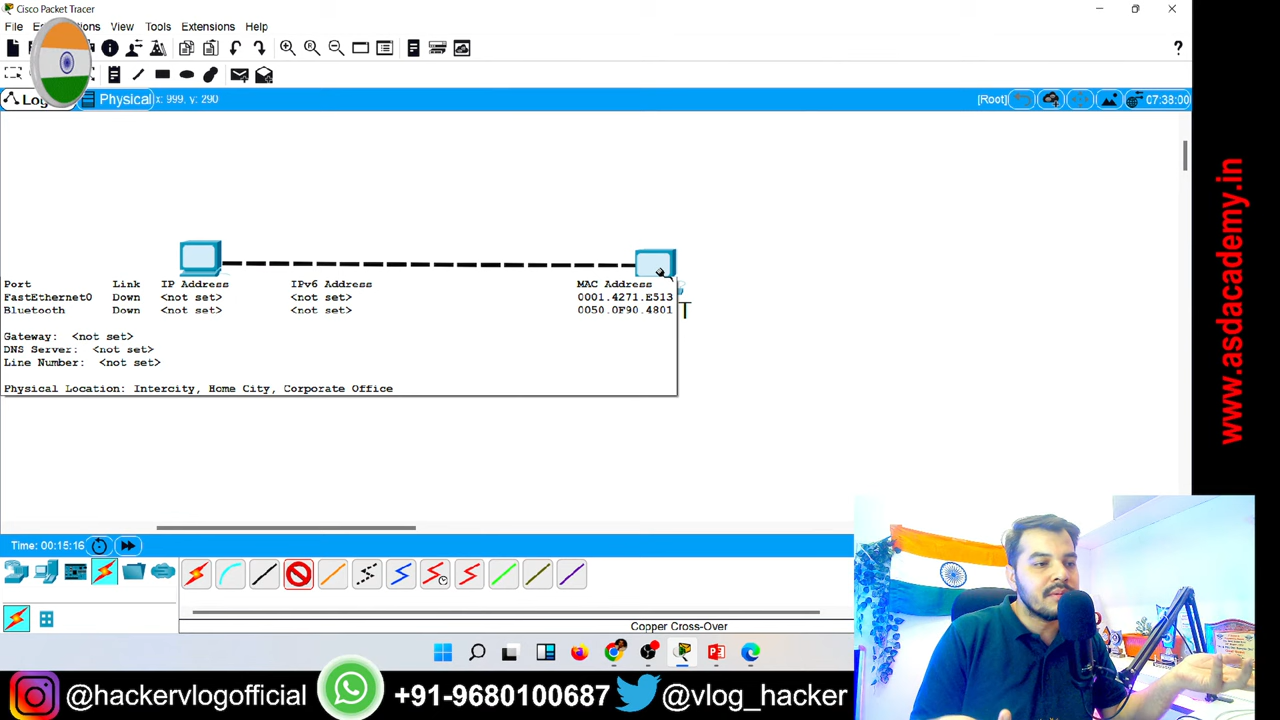 Cisco Packet Tracer
File
View Tools Extensions Help
?
Log
Physical x: 999, y: 290
[Root]
07:38:00
T
Port Link IP Address IPv6 Address MAC Address
FastEthernet0 Down <not set> <not set> 0001.4271.E513
Bluetooth Down <not set> <not set> 0050.0F90.4801
Gateway: <not set>
DNS Server: <not set>
Line Number: <not set>
Physical Location: Intercity, Home City, Corporate Office
Time: 00:15:16
Copper Cross-Over
www.asdacademy.in
@hackervlogofficial
+91-9680100687
@vlog_hacker